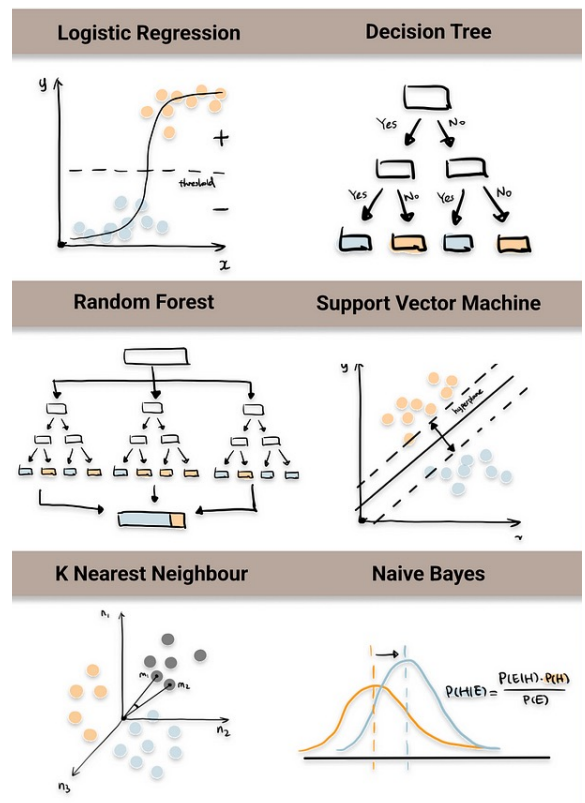 Logistic Regression
Decision Tree
y
+
threshold
−
x
Yes
No
Yes
No
Yes
No
Random Forest
Support Vector Machine
y
hyperplane
x
K Nearest Neighbour
Naive Bayes
n1
m1
m2
n2
n3
P(H|E) = P(E|H)·P(H)
P(E)